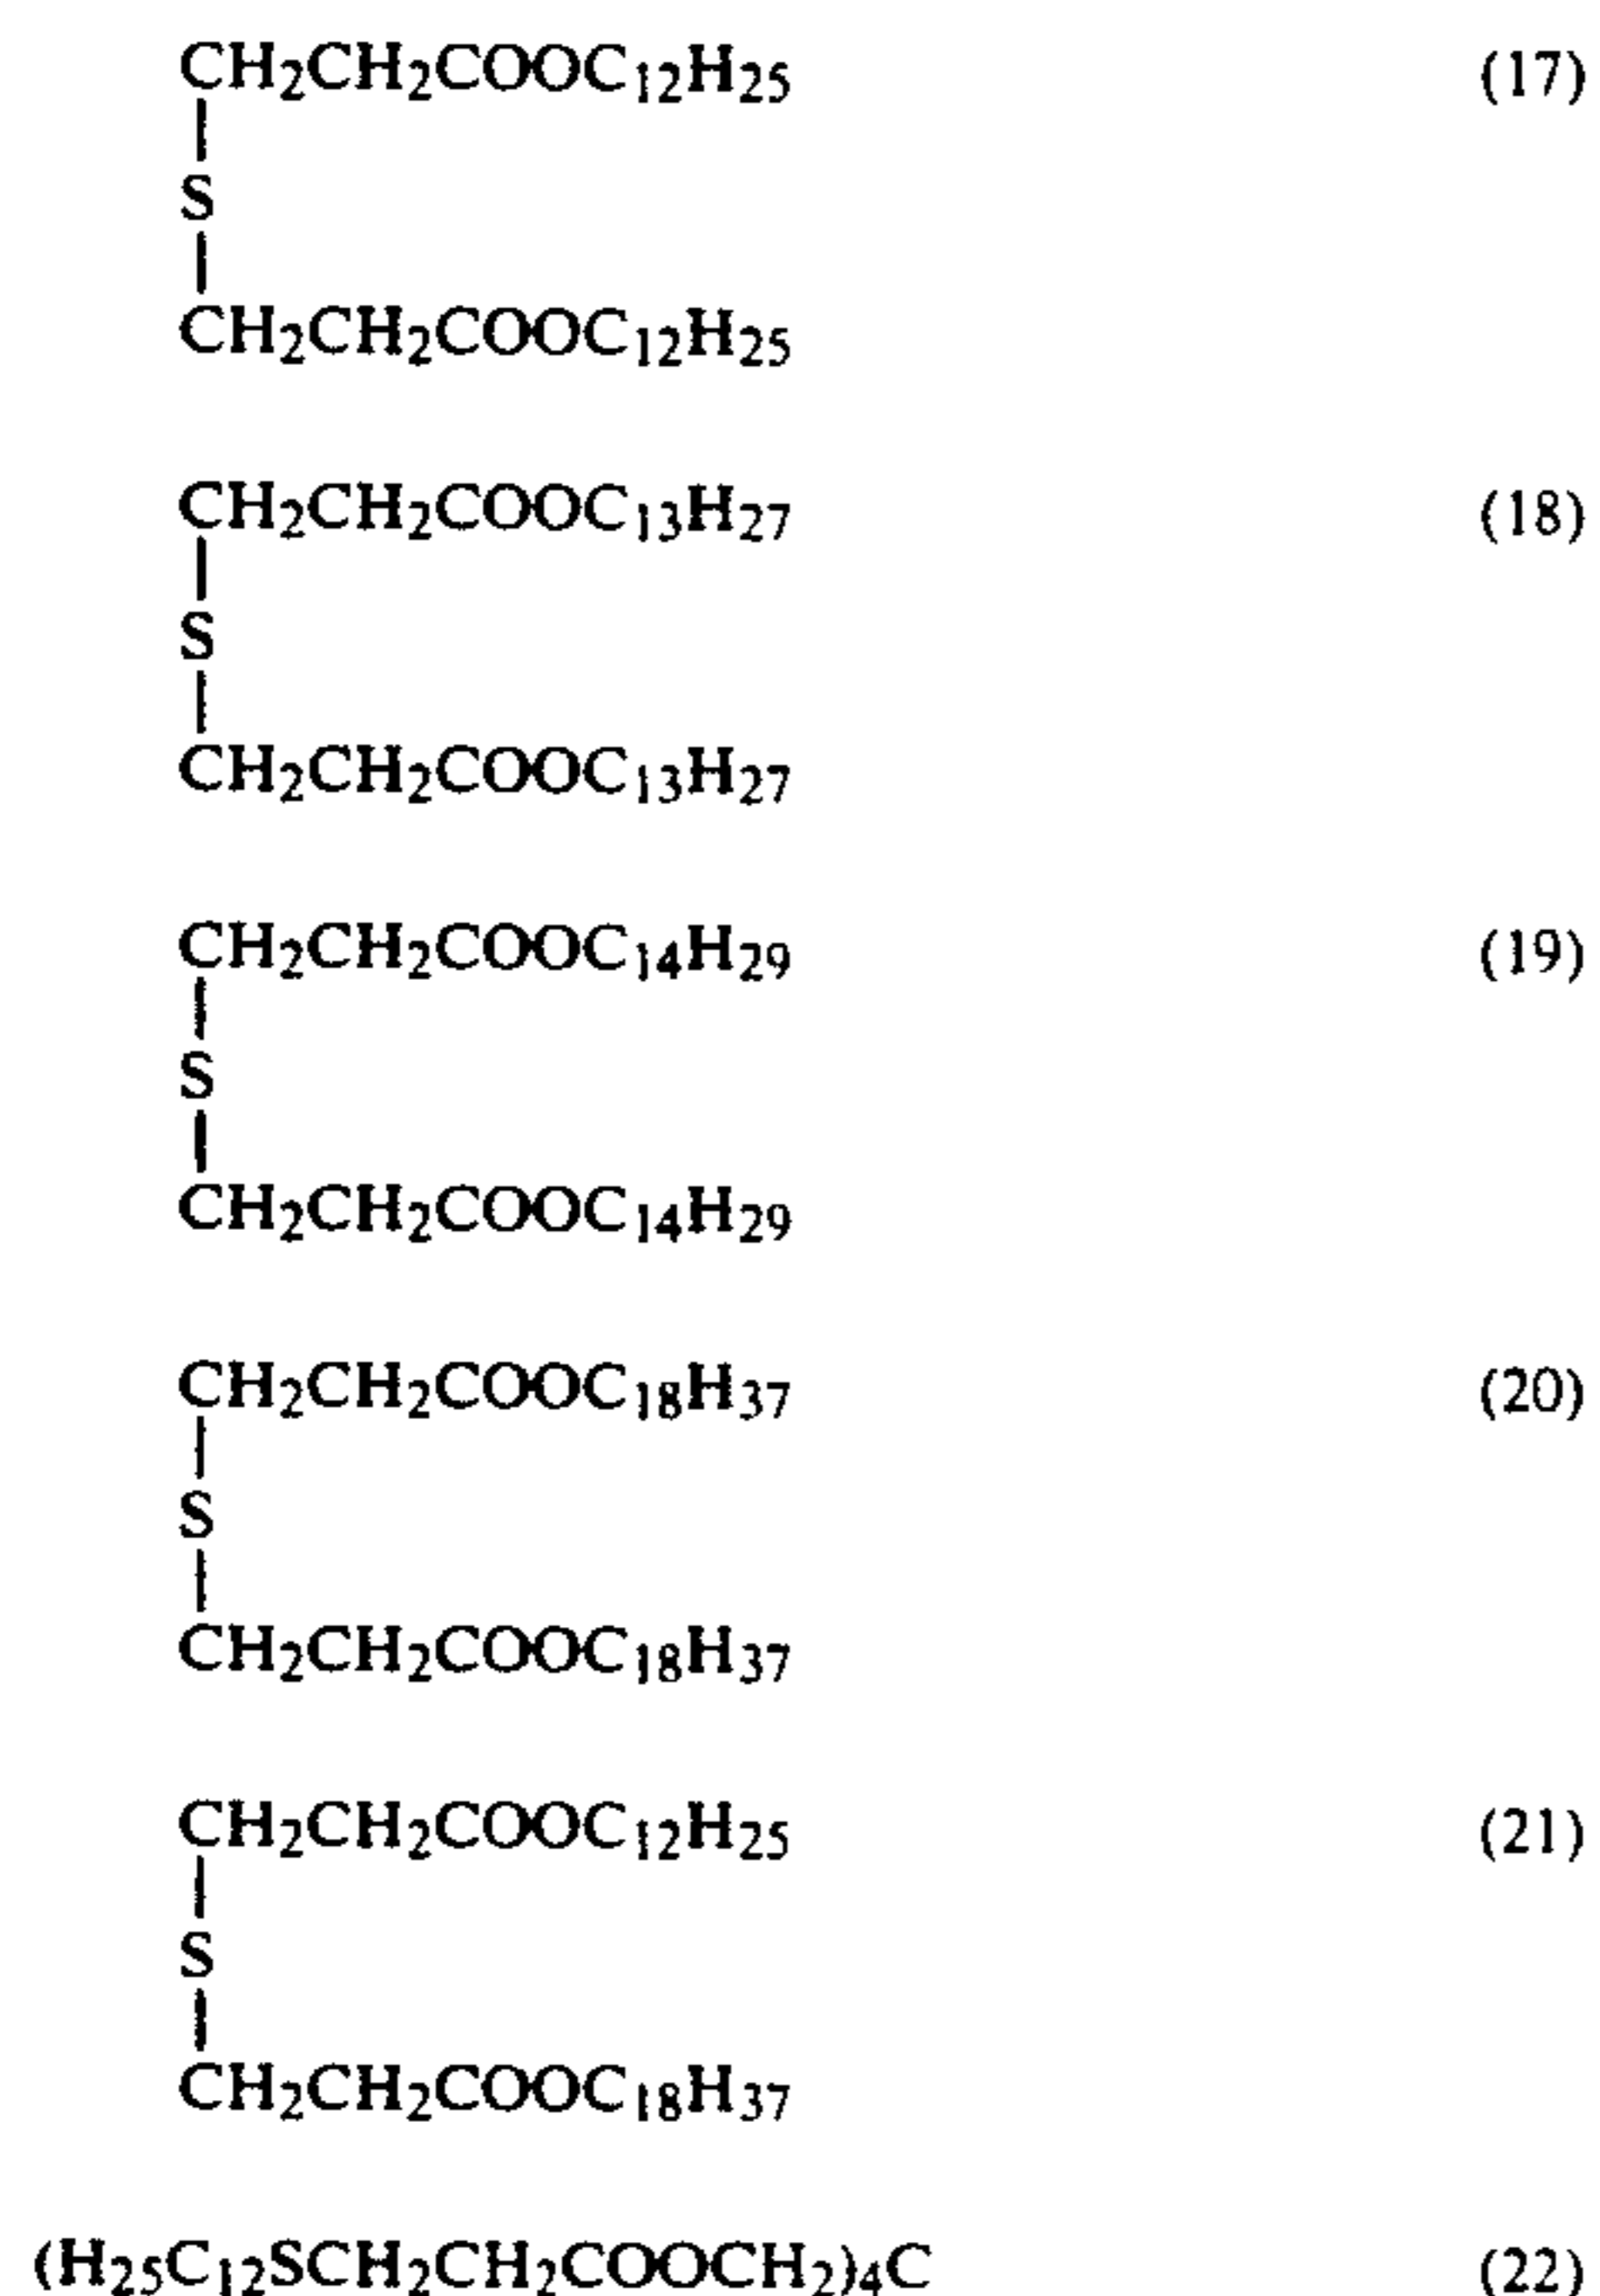 CH₂CH₂COOC₁₂H₂₅ (17)
S
CH₂CH₂COOC₁₂H₂₅
CH₂CH₂COOC₁₃H₂₇ (18)
S
CH₂CH₂COOC₁₃H₂₇
CH₂CH₂COOC₁₄H₂₉ (19)
S
CH₂CH₂COOC₁₄H₂₉
CH₂CH₂COOC₁₈H₃₇ (20)
S
CH₂CH₂COOC₁₈H₃₇
CH₂CH₂COOC₁₂H₂₅ (21)
S
CH₂CH₂COOC₁₈H₃₇
(H₂₅C₁₂SCH₂CH₂COOCH₂)₄C (22)